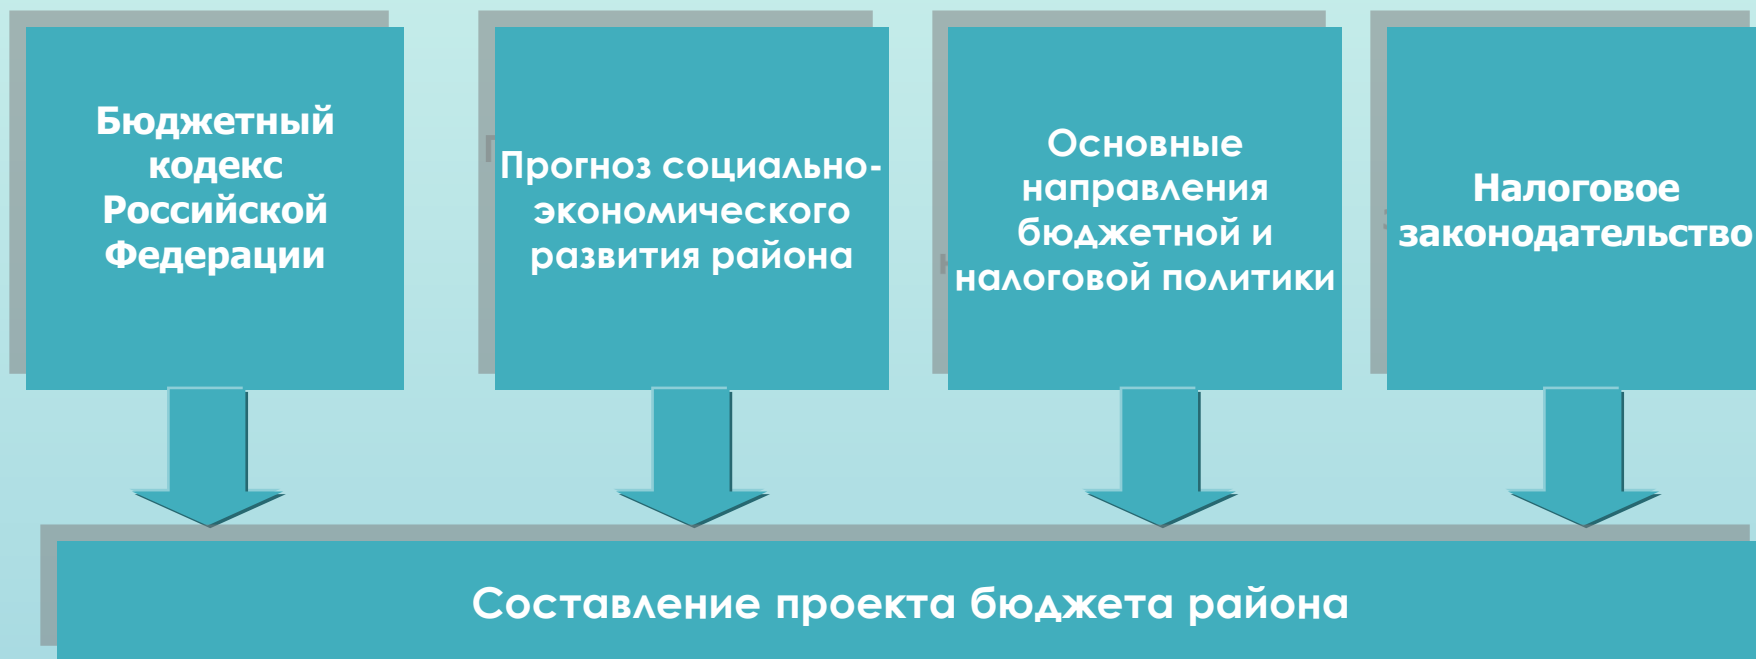 Бюджетный
кодекс
Российской
Федерации
Прогноз социально-
экономического
развития района
Основные
направления
бюджетной и
налоговой политики
Налоговое
законодательство
Составление проекта бюджета района